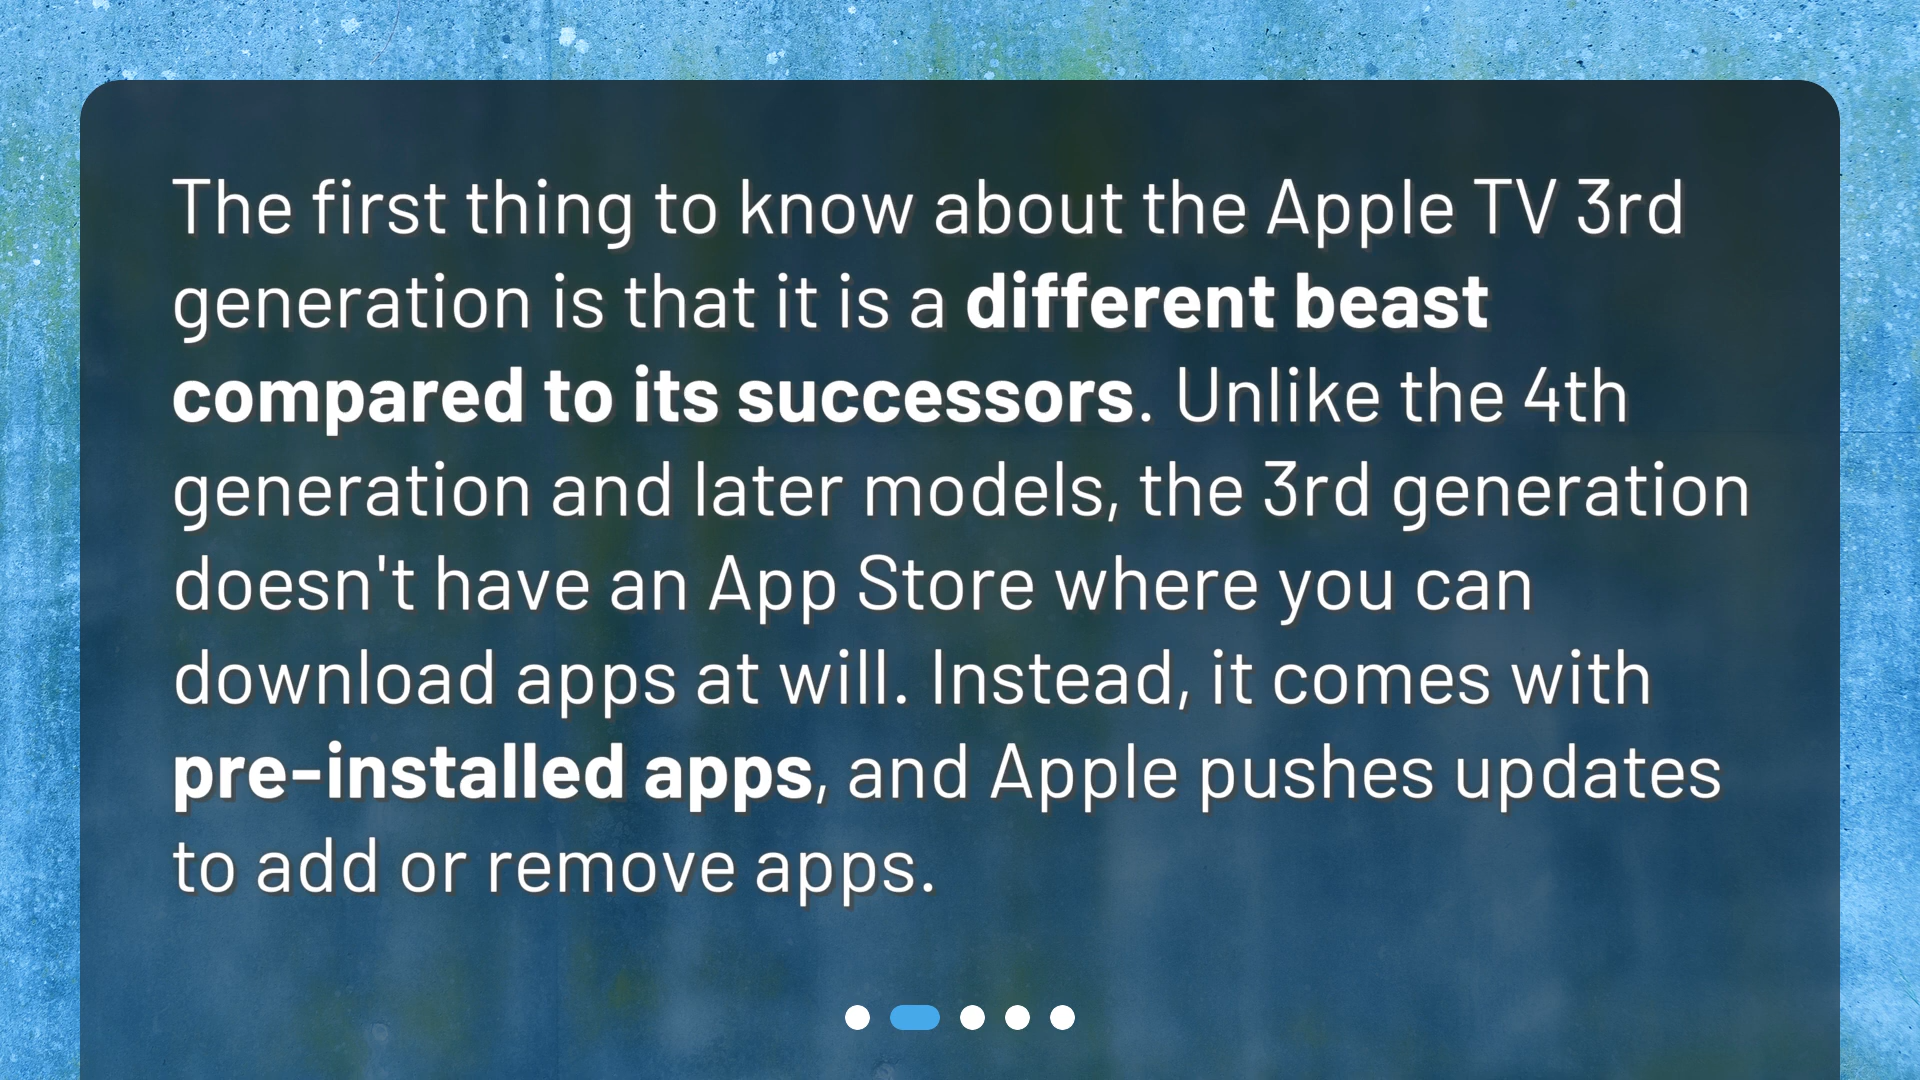 The first thing to know about the Apple TV 3rd
generation is that it is a different beast
compared to its successors. Unlike the 4th
generation and later models, the 3rd generation
doesn't have an App Store where you can
download apps at will. Instead, it comes with
pre-installed apps, and Apple pushes updates
to add or remove apps.